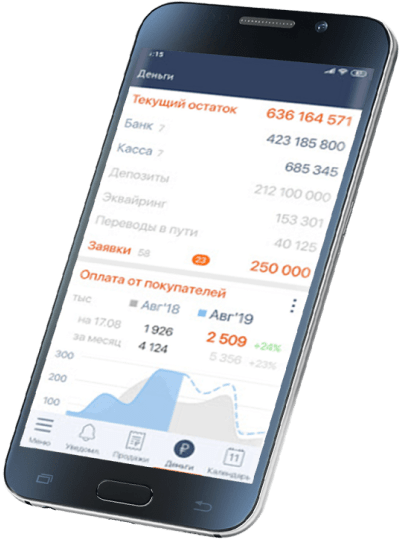 :15
Деньги
Текущий остаток 636 164 571
Банк 7 423 185 800
Касса 7 685 345
Депозиты 212 100 000
Эквайринг 153 301
Переводы в пути 40 125
Заявки 58 23 250 000
Оплата от покупателей
тыс Авг'18 Авг'19
на 17.08 1 926 2 509 +24%
за месяц 4 124 5 356 +23%
300
200
100
Меню Уведомл. Продажи Деньги 11 Календарь